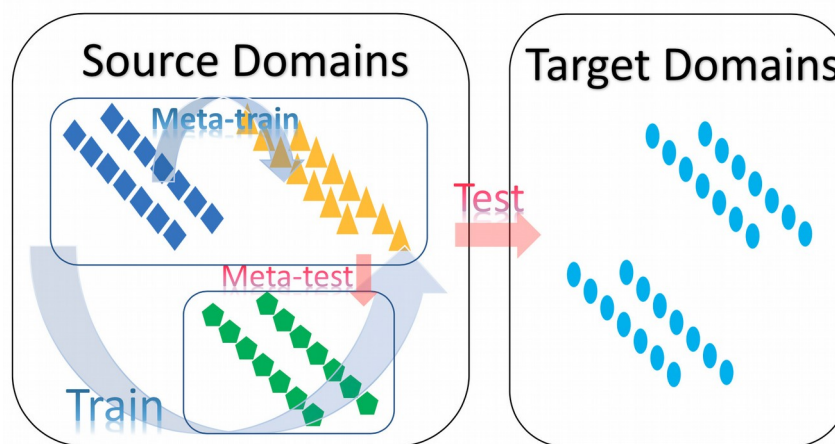 Source Domains
Meta-train
Meta-test
Train
Test
Target Domains